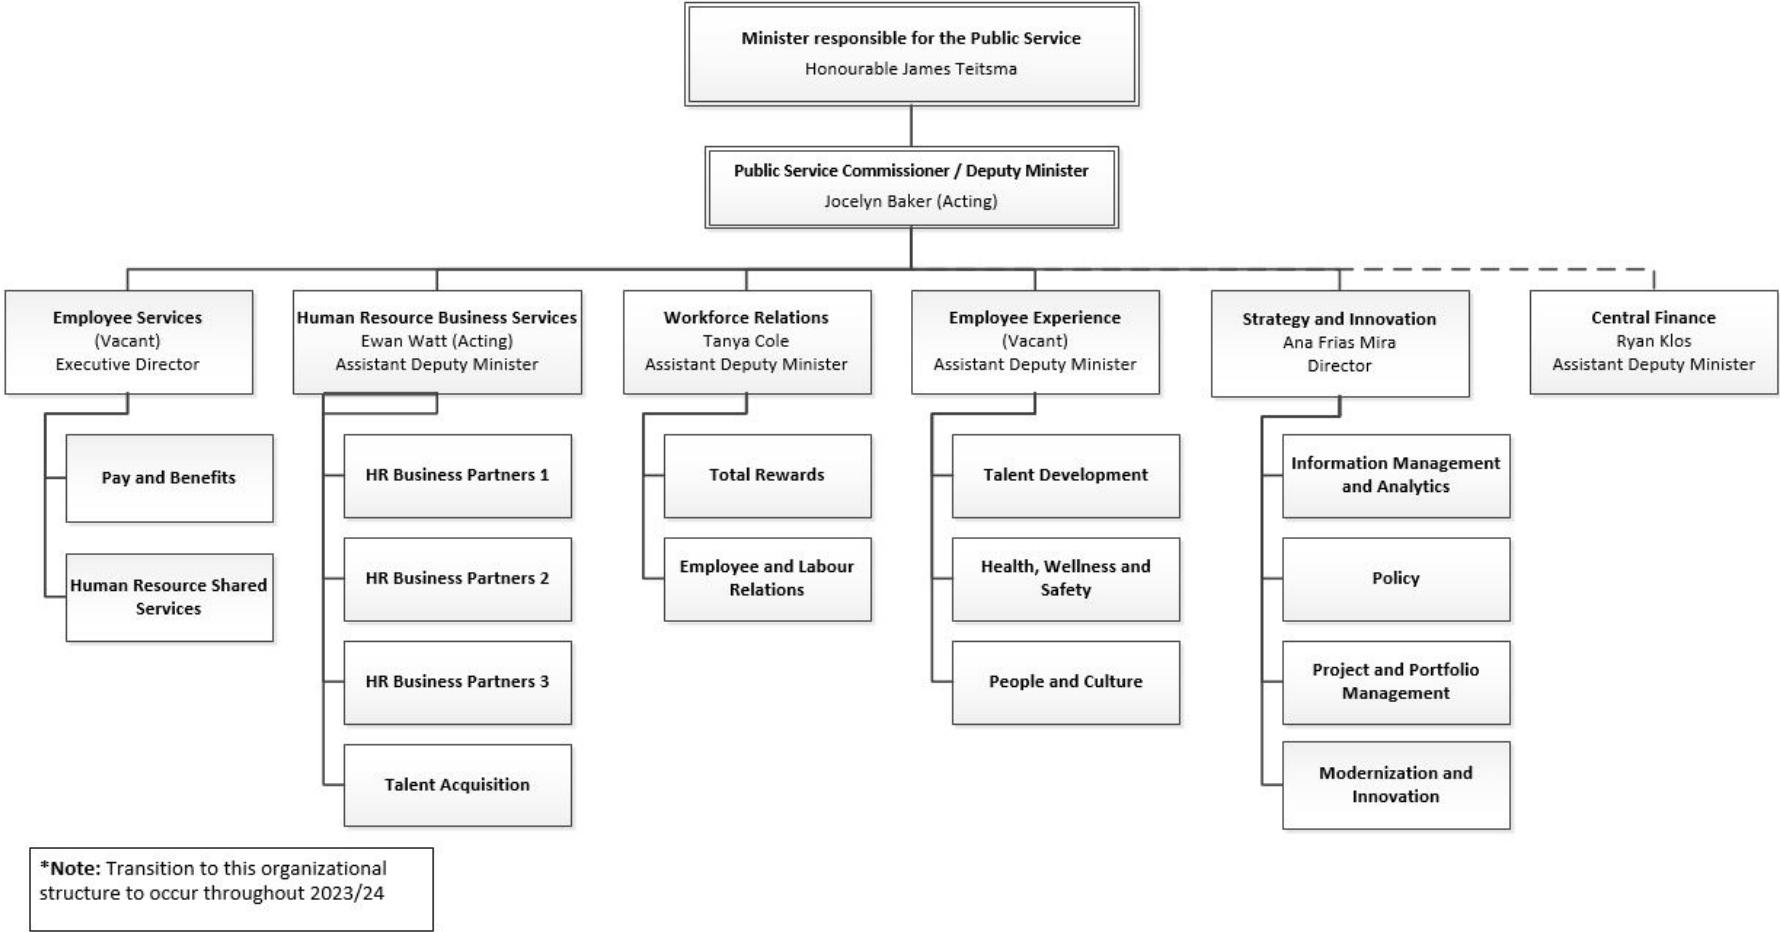 Minister responsible for the Public Service
Honourable James Teitsma
Public Service Commissioner / Deputy Minister
Jocelyn Baker (Acting)
Employee Services
(Vacant)
Executive Director
Human Resource Business Services
Ewan Watt (Acting)
Assistant Deputy Minister
Workforce Relations
Tanya Cole
Assistant Deputy Minister
Employee Experience
(Vacant)
Assistant Deputy Minister
Strategy and Innovation
Ana Frias Mira
Director
Central Finance
Ryan Klos
Assistant Deputy Minister
Pay and Benefits
Human Resource Shared
Services
HR Business Partners 1
HR Business Partners 2
HR Business Partners 3
Talent Acquisition
Total Rewards
Employee and Labour
Relations
Talent Development
Health, Wellness and
Safety
People and Culture
Information Management
and Analytics
Policy
Project and Portfolio
Management
Modernization and
Innovation
*Note: Transition to this organizational
structure to occur throughout 2023/24